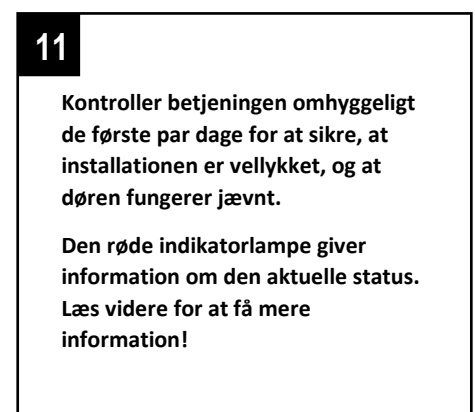 11
Kontroller betjeningen omhyggeligt
de første par dage for at sikre, at
installationen er vellykket, og at
døren fungerer jævnt.
Den røde indikatorlampe giver
information om den aktuelle status.
Læs videre for at få mere
information!